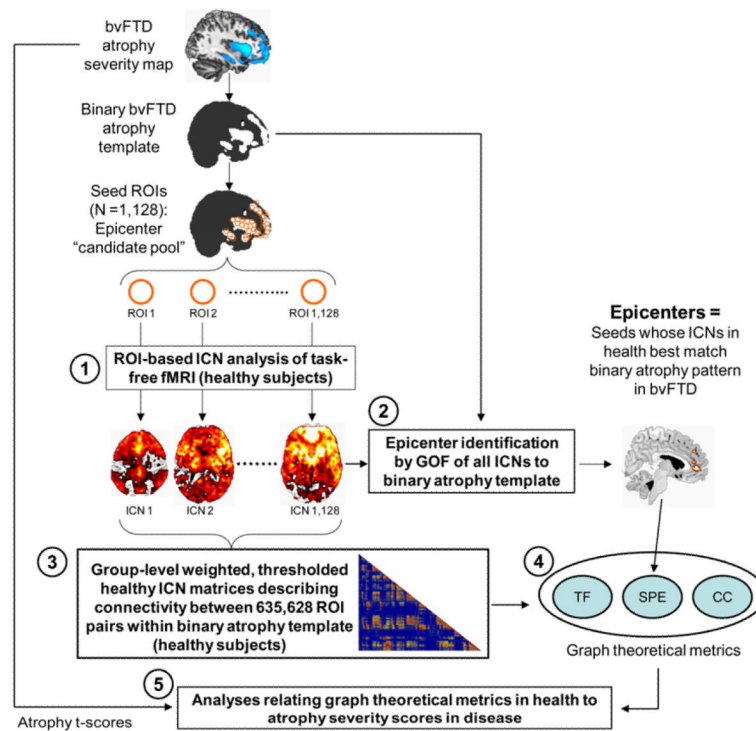 bvFTD
atrophy
severity map
Binary bvFTD
atrophy
template
Seed ROIs
(N =1,128):
Epicenter
“candidate pool”
ROI 1
ROI 2
ROI 1,128
1
ROI-based ICN analysis of task-
free fMRI (healthy subjects)
Epicenters =
Seeds whose ICNs in
health best match
binary atrophy pattern
in bvFTD
2
Epicenter identification
by GOF of all ICNs to
binary atrophy template
ICN 1
ICN 2
ICN 1,128
3
Group-level weighted, thresholded
healthy ICN matrices describing
connectivity between 635,628 ROI
pairs within binary atrophy template
(healthy subjects)
4
TF
SPE
CC
Graph theoretical metrics
5
Analyses relating graph theoretical metrics in health to
atrophy severity scores in disease
Atrophy t-scores